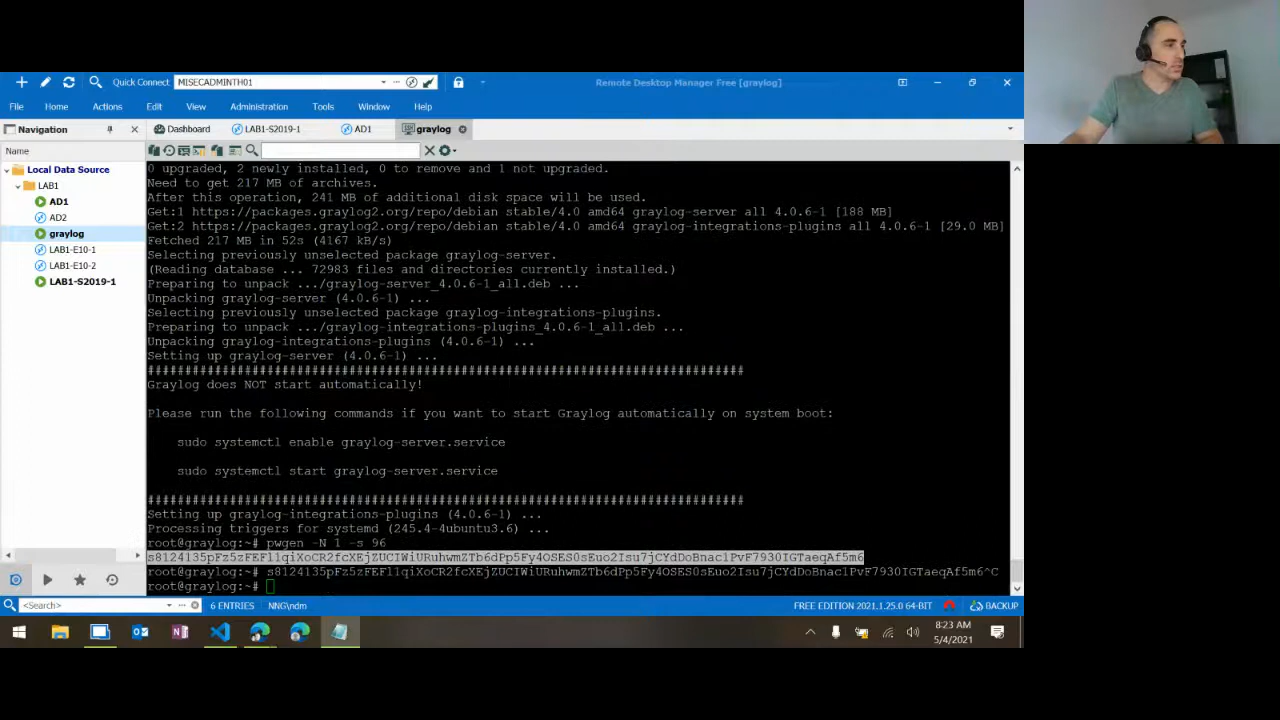 Quick Connect MISECADMINTH01
Remote Desktop Manager Free [graylog]
File Home Actions Edit View Administration Tools Window Help
Navigation
Dashboard LAB1-S2019-1 AD1 graylog
Name
Local Data Source
LAB1
AD1
AD2
graylog
LAB1-E10-1
LAB1-E10-2
LAB1-S2019-1
0 upgraded, 2 newly installed, 0 to remove and 1 not upgraded.
Need to get 217 MB of archives.
After this operation, 241 MB of additional disk space will be used.
Get:1 https://packages.graylog2.org/repo/debian stable/4.0 amd64 graylog-server all 4.0.6-1 [188 MB]
Get:2 https://packages.graylog2.org/repo/debian stable/4.0 amd64 graylog-integrations-plugins all 4.0.6-1 [29.0 MB]
Fetched 217 MB in 52s (4167 kB/s)
Selecting previously unselected package graylog-server.
(Reading database ... 72983 files and directories currently installed.)
Preparing to unpack .../graylog-server_4.0.6-1_all.deb ...
Unpacking graylog-server (4.0.6-1) ...
Selecting previously unselected package graylog-integrations-plugins.
Preparing to unpack .../graylog-integrations-plugins_4.0.6-1_all.deb ...
Unpacking graylog-integrations-plugins (4.0.6-1) ...
Setting up graylog-server (4.0.6-1) ...
################################################################################
Graylog does NOT start automatically!
Please run the following commands if you want to start Graylog automatically on system boot:
sudo systemctl enable graylog-server.service
sudo systemctl start graylog-server.service
################################################################################
Setting up graylog-integrations-plugins (4.0.6-1) ...
Processing triggers for systemd (245.4-4ubuntu3.6) ...
root@graylog:~# pwgen -N 1 -s 96
root@graylog:~#
root@graylog:~#
<Search>
6 ENTRIES
NNG\ndm
FREE EDITION 2021.1.25.0 64-BIT
BACKUP
8:23 AM
5/4/2021